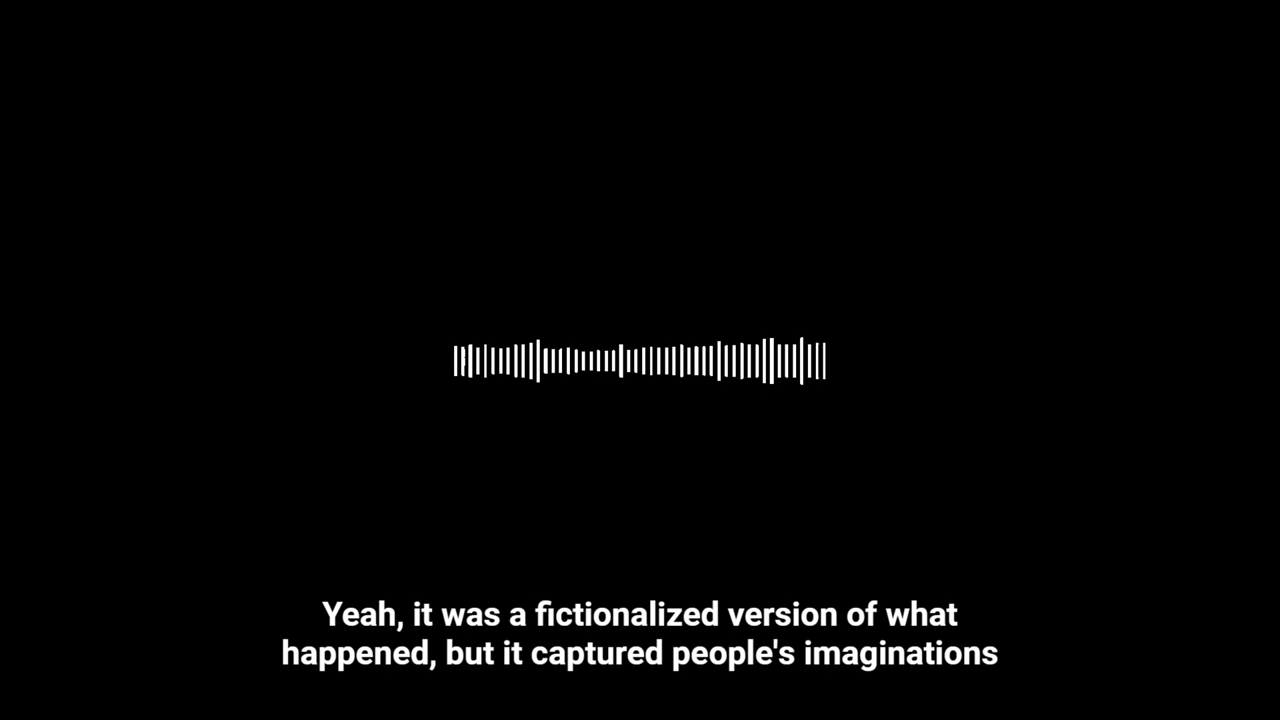 Yeah, it was a fictionalized version of what
happened, but it captured people's imaginations